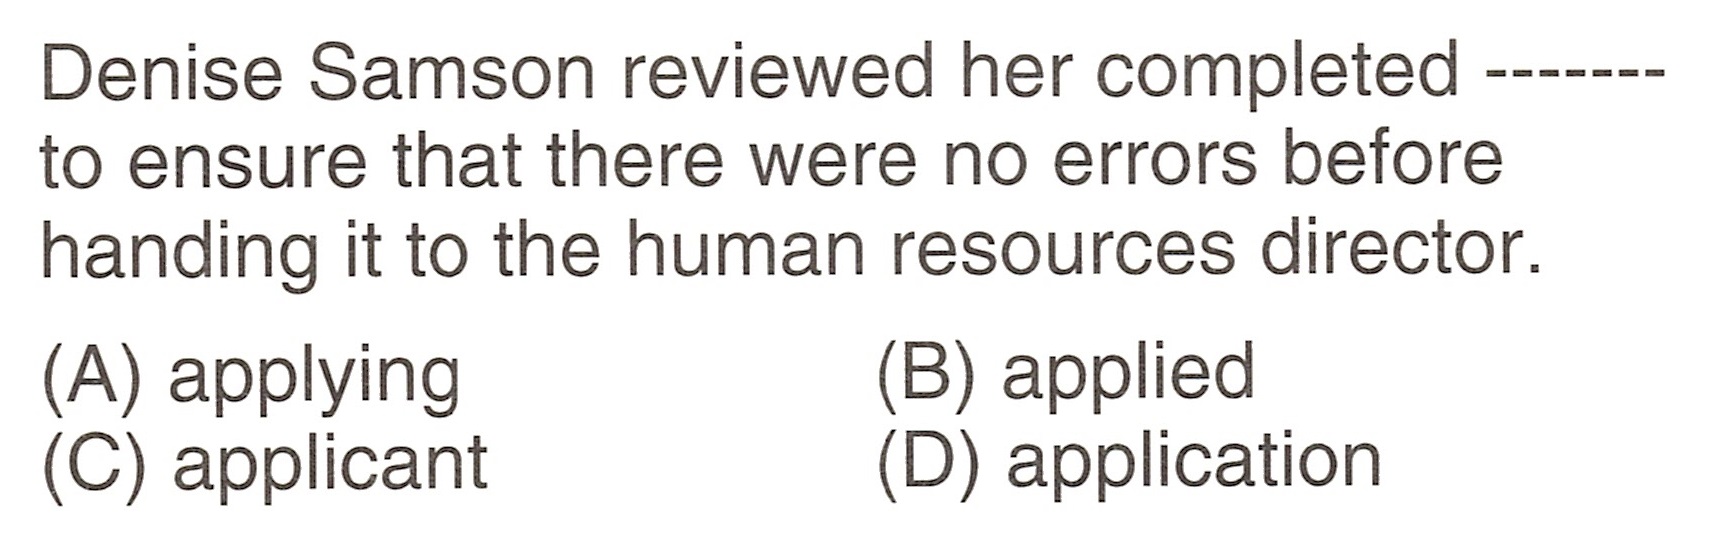 Denise Samson reviewed her completed -------
to ensure that there were no errors before
handing it to the human resources director.
(A) applying (B) applied
(C) applicant (D) application